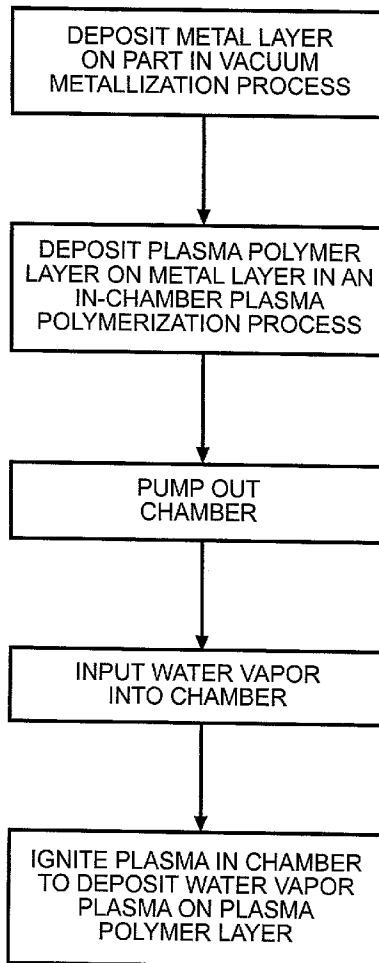 DEPOSIT METAL LAYER
ON PART IN VACUUM
METALLIZATION PROCESS
DEPOSIT PLASMA POLYMER
LAYER ON METAL LAYER IN AN
IN-CHAMBER PLASMA
POLYMERIZATION PROCESS
PUMP OUT
CHAMBER
INPUT WATER VAPOR
INTO CHAMBER
IGNITE PLASMA IN CHAMBER
TO DEPOSIT WATER VAPOR
PLASMA ON PLASMA
POLYMER LAYER